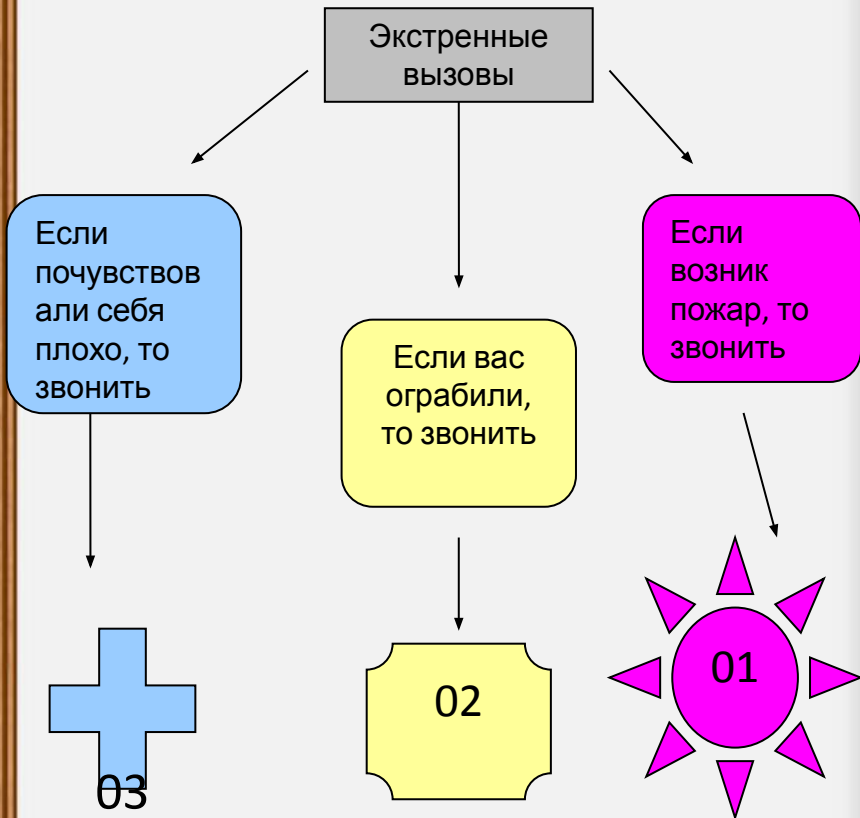 Экстренные
вызовы
Если
почувствов
али себя
плохо, то
звонить
Если вас
ограбили,
то звонить
Если
возник
пожар, то
звонить
03
02
01